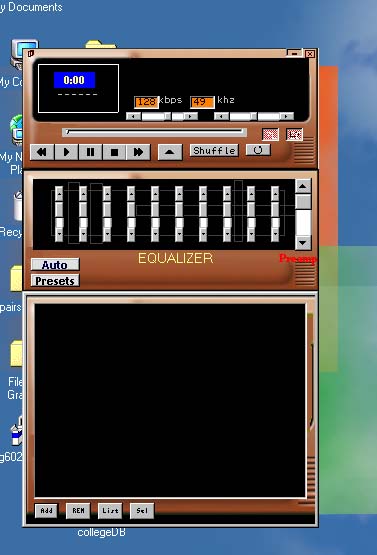 y Documents
My Co
0:00
128 kbps 49 khz
My N
Pla
Shuffle
Recy
EQUALIZER
Preamp
Auto
Presets
pairs
File
Gra
g602
Add REM List Sel
collegeDB